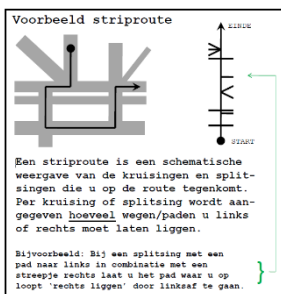 Voorbeeld striproute
EINDE
START
Een striproute is een schematische
weergave van de kruisingen en split-
singen die u op de route tegenkomt.
Per kruising of splitsing wordt aan-
gegeven hoeveel wegen/paden u links
of rechts moet laten liggen.
Bijvoorbeeld: Bij een splitsing met een
pad naar links in combinatie met een
streepje rechts laat u het pad waar u op
loopt 'rechts liggen' door linksaf te gaan.